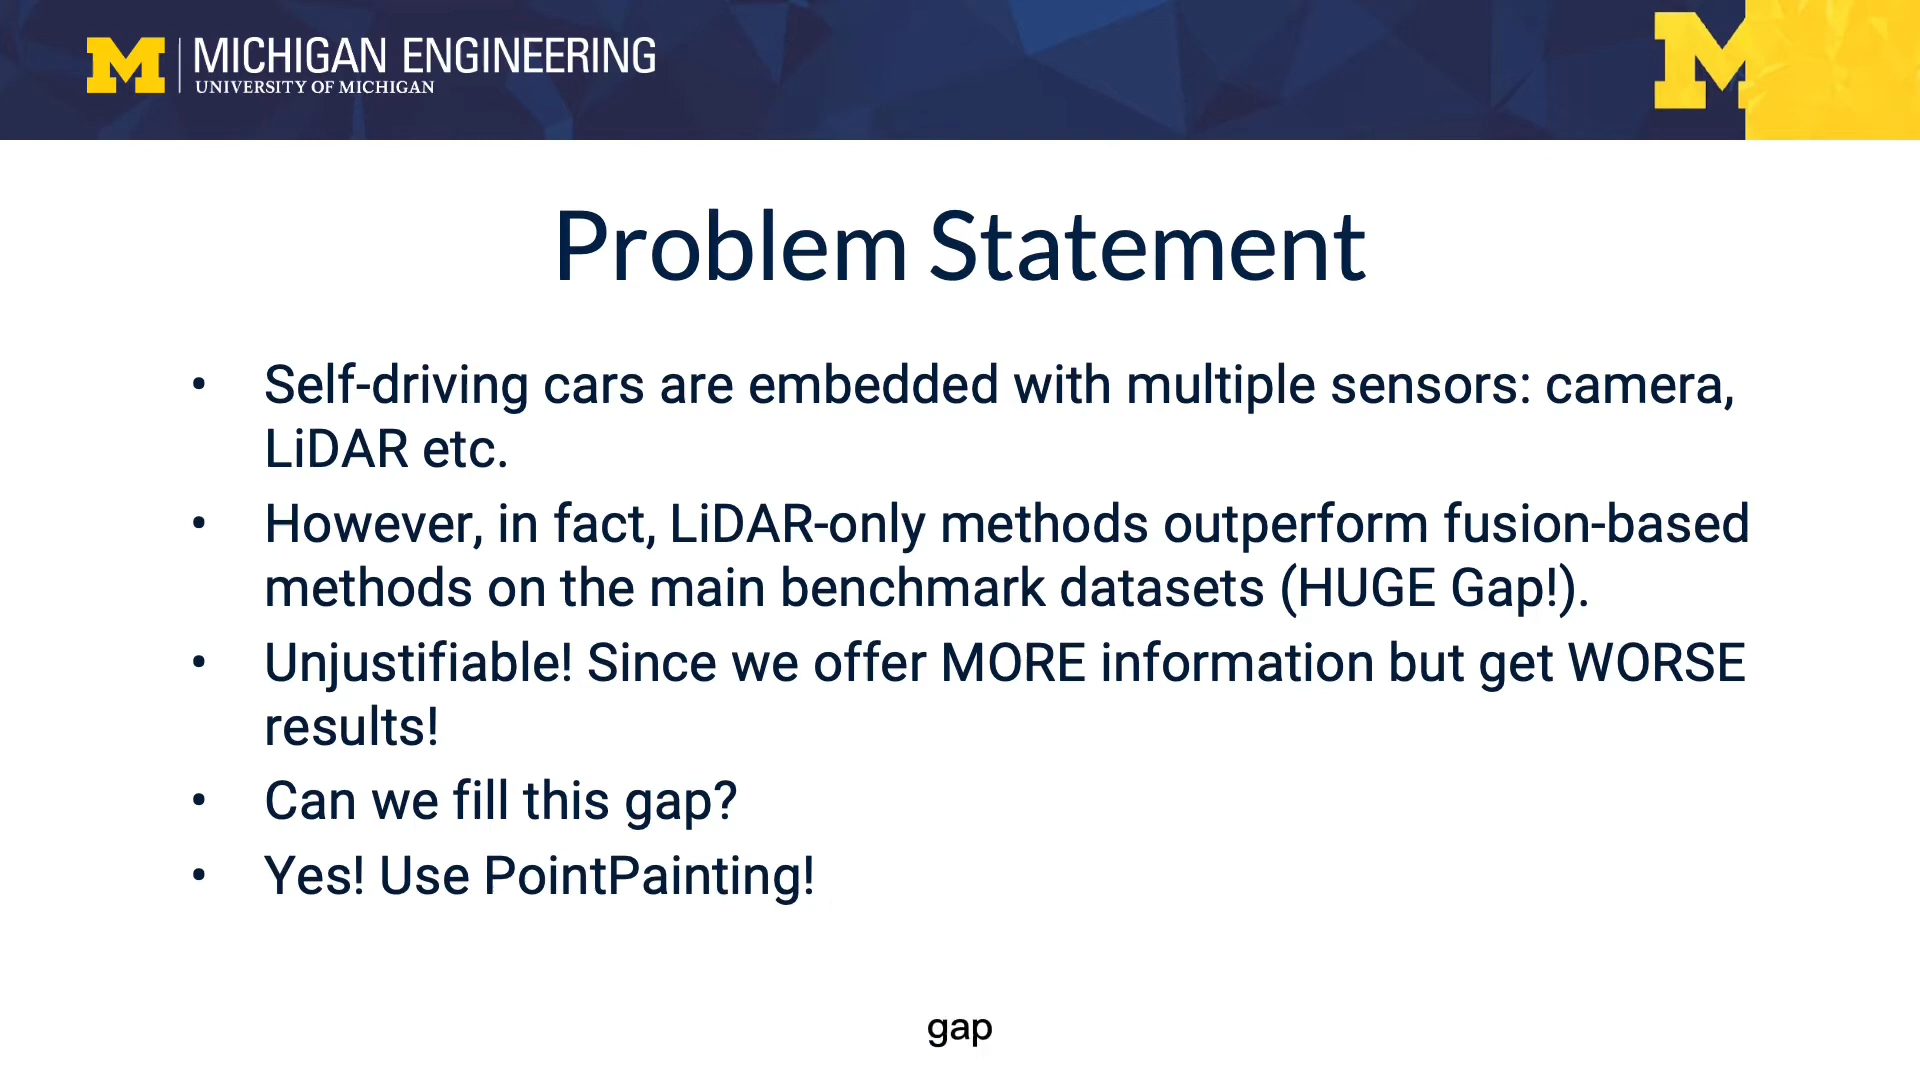 MICHIGAN ENGINEERING
UNIVERSITY OF MICHIGAN
Problem Statement
• Self-driving cars are embedded with multiple sensors: camera,
LiDAR etc.
• However, in fact, LiDAR-only methods outperform fusion-based
methods on the main benchmark datasets (HUGE Gap!).
• Unjustifiable! Since we offer MORE information but get WORSE
results!
• Can we fill this gap?
• Yes! Use PointPainting!
gap